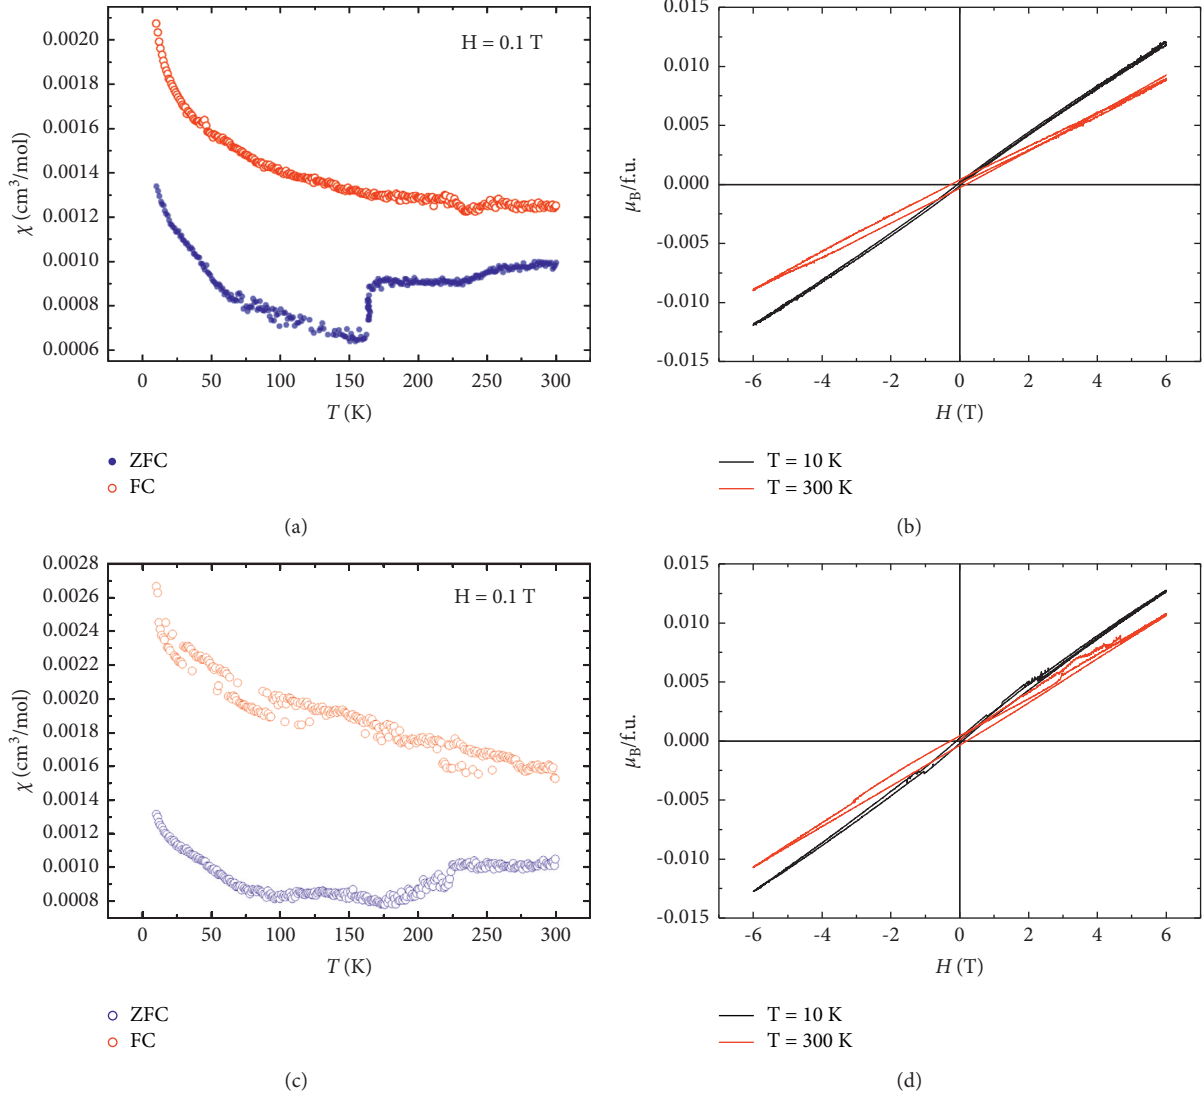 0.0020
0.0018
0.0016
0.0014
0.0012
0.0010
0.0008
0.0006
χ (cm³/mol)
H = 0.1 T
0 50 100 150 200 250 300
T (K)
ZFC
FC
(a)
0.015
0.010
0.005
0.000
-0.005
-0.010
-0.015
μB/f.u.
-6 -4 -2 0 2 4 6
H (T)
T = 10 K
T = 300 K
(b)
0.0028
0.0026
0.0024
0.0022
0.0020
0.0018
0.0016
0.0014
0.0012
0.0010
0.0008
χ (cm³/mol)
H = 0.1 T
0 50 100 150 200 250 300
T (K)
ZFC
FC
(c)
0.015
0.010
0.005
0.000
-0.005
-0.010
-0.015
μB/f.u.
-6 -4 -2 0 2 4 6
H (T)
T = 10 K
T = 300 K
(d)